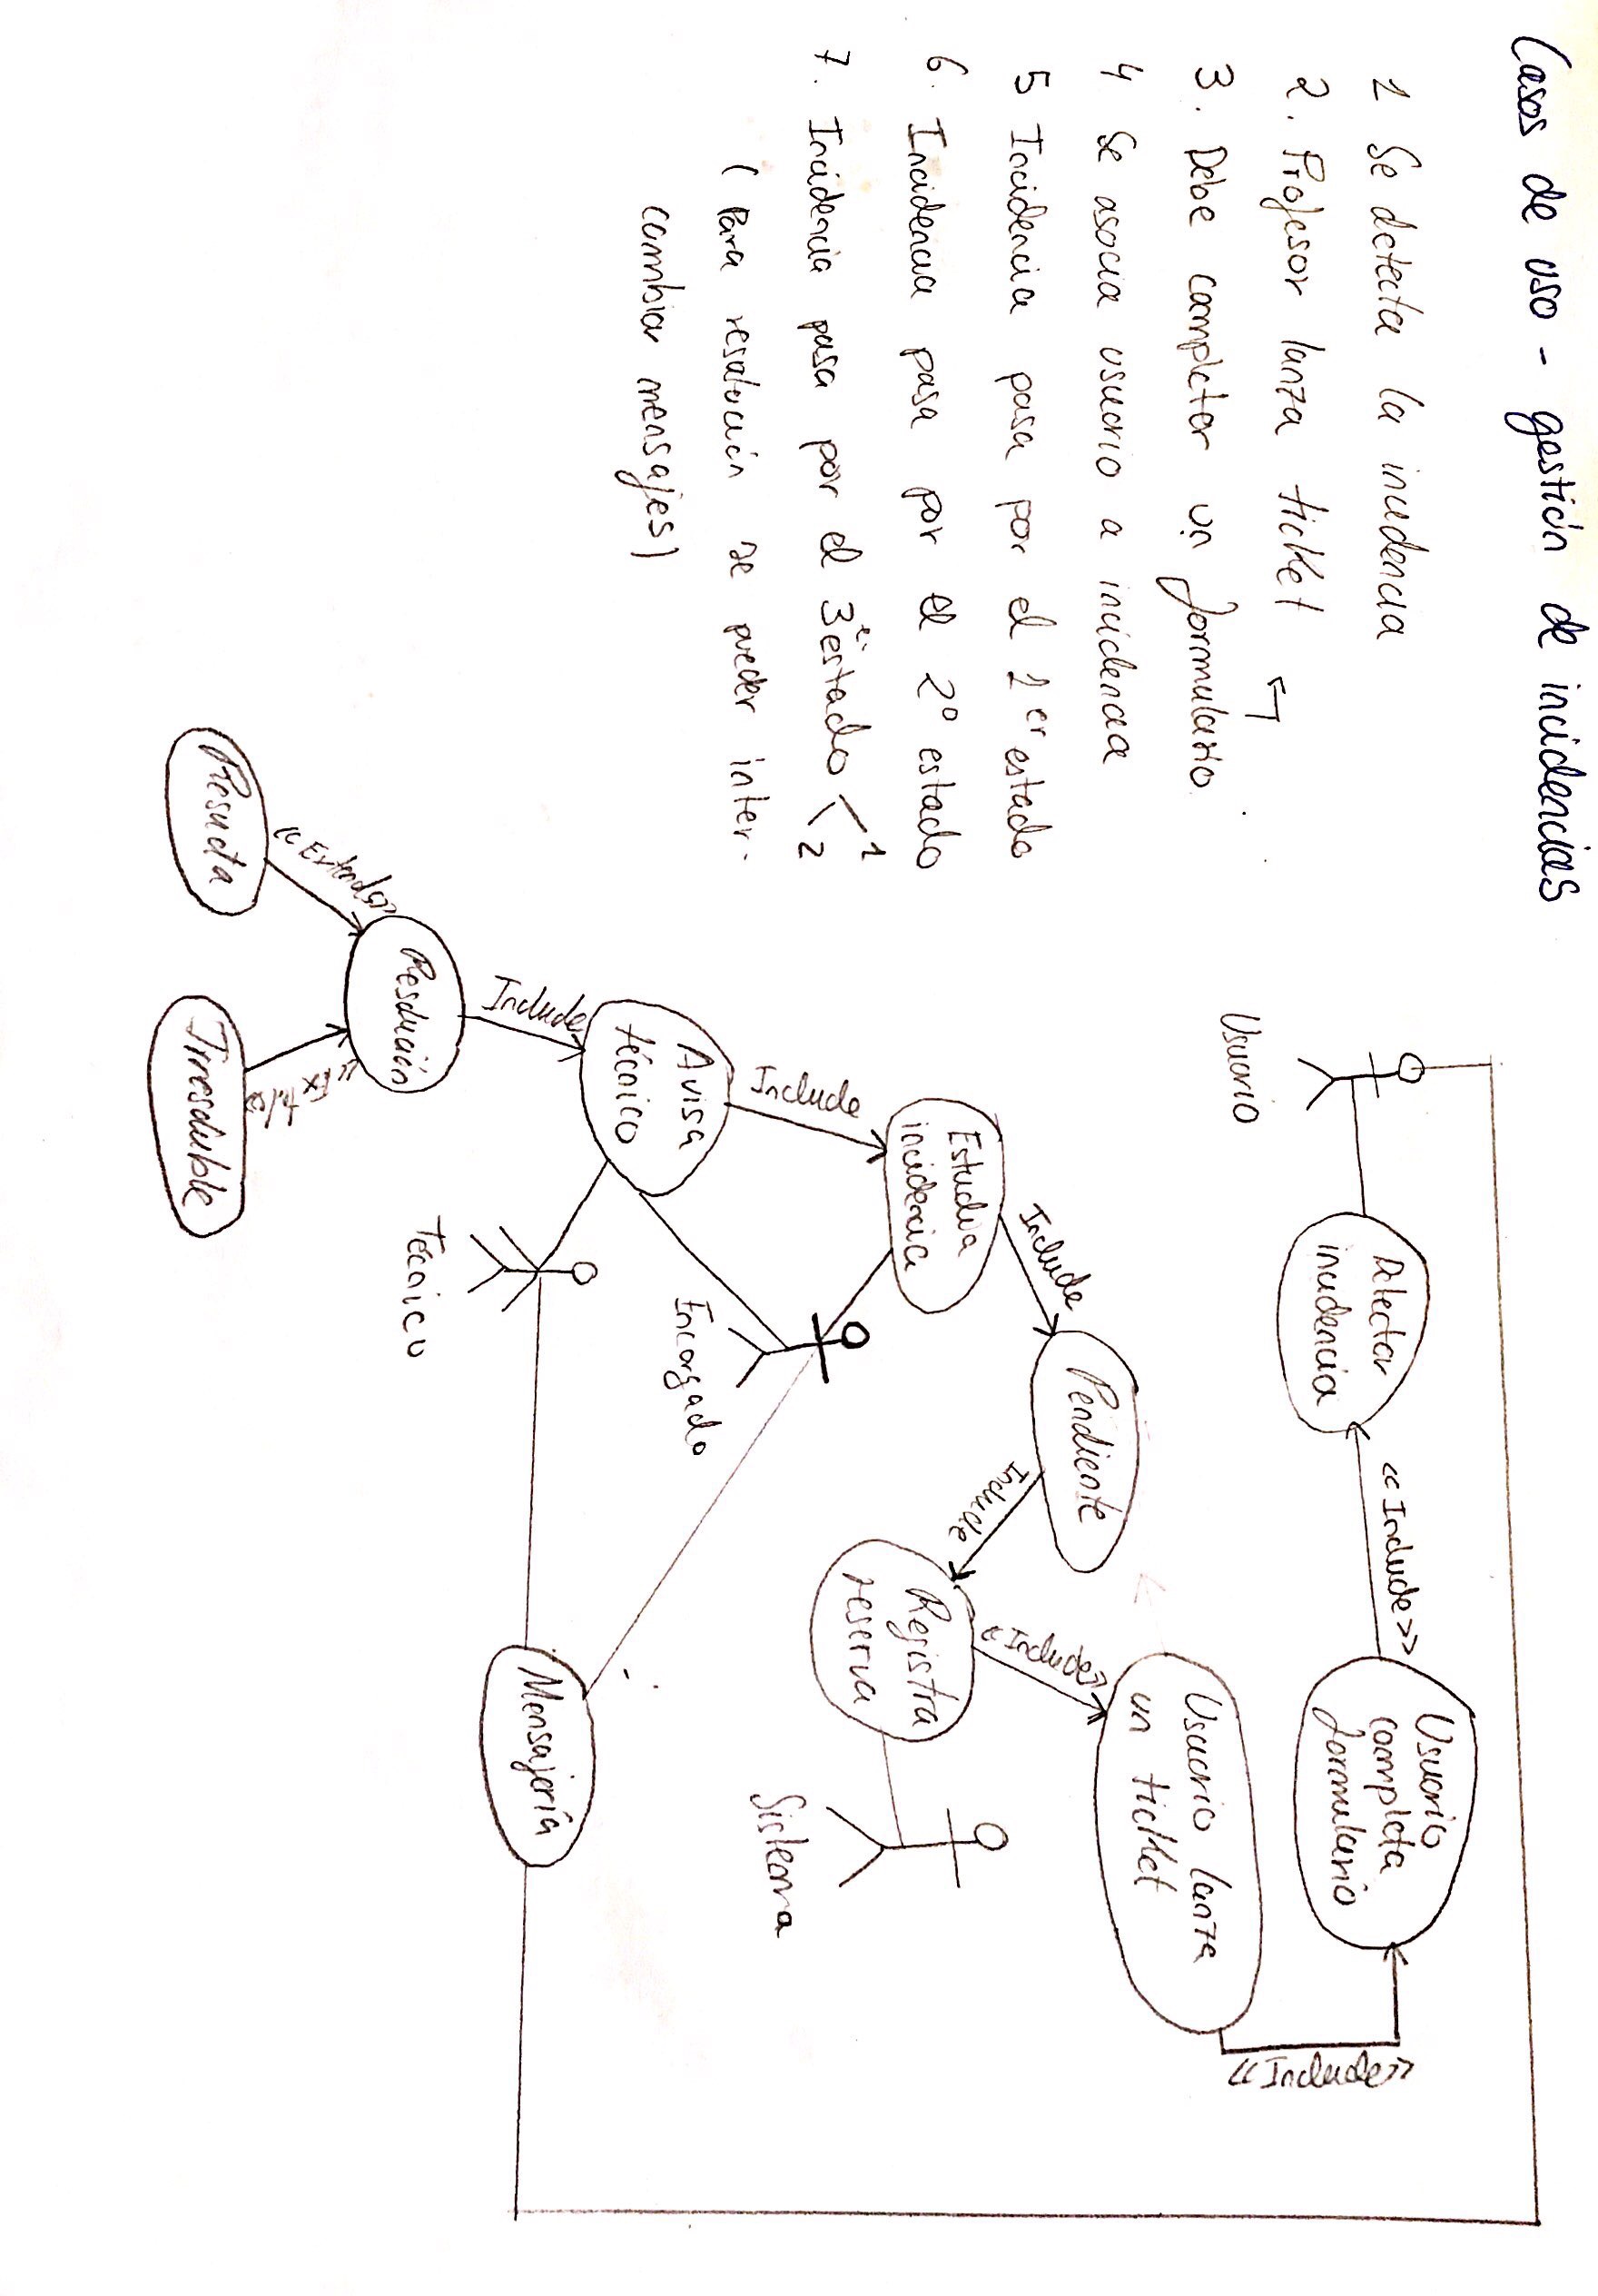 Casos de uso - gestión de incidencias
1 Se detecta la incidencia
2. Profesor lanza ticket
3. Debe completar un formulario
4 Se asocia usuario a incidencia
5 Incidencia pasa por el 1er estado
6. Incidencia pasa por el 2º estado
7. Incidencia pasa por el 3er estado < 1
2
(Para resolución se pueden inter-
cambiar mensajes)
Usuario
Detectar
incidencia
<<Include>>
Usuario
completa
formulario
<<Include>>
Usuario lanza
un ticket
<<Include>>
Registra
reserva
Sistema
Include
Pendiente
Include
Estudia
incidencia
Encargado
Include
Avisa
técnico
Técnico
Include
Resolución
<<Extends>>
Resuelta
Irresoluble
Mensajería